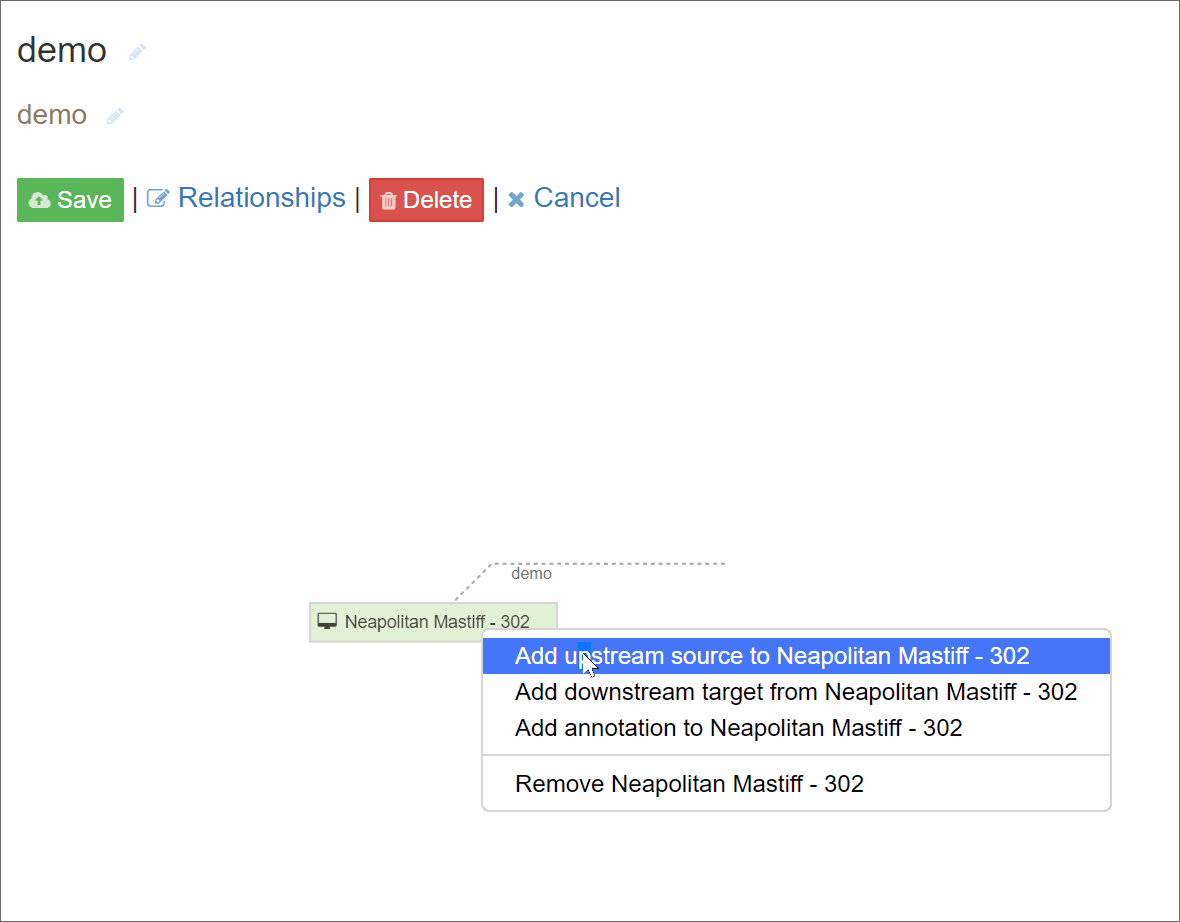 demo
demo
Save | Relationships | Delete | Cancel
demo
Neapolitan Mastiff - 302
Add upstream source to Neapolitan Mastiff - 302
Add downstream target from Neapolitan Mastiff - 302
Add annotation to Neapolitan Mastiff - 302
Remove Neapolitan Mastiff - 302